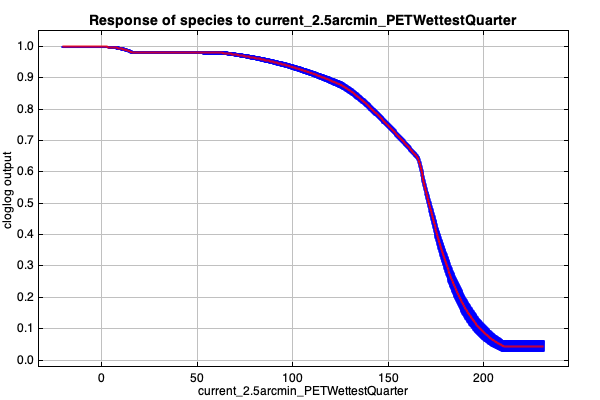 Response of species to current_2.5arcmin_PETWettestQuarter
1.0
0.9
0.8
0.7
0.6
0.5
0.4
0.3
0.2
0.1
0.0
cloglog output
0 50 100 150 200
current_2.5arcmin_PETWettestQuarter